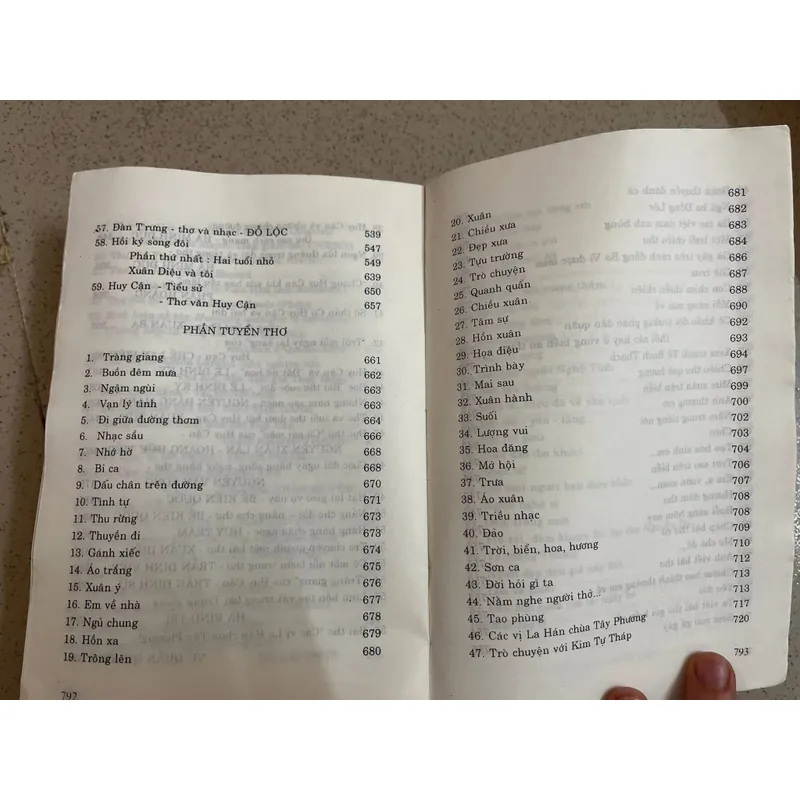 57. Đàn Trưng - thơ và nhạc - ĐỖ LỘC 539
58. Hồi ký song đôi 547
Phần thứ nhất : Hai tuổi nhỏ 549
Xuân Diệu và tôi 639
59. Huy Cận - Tiểu sử 650
- Thơ văn Huy Cận 657
PHẦN TUYỂN THƠ
1. Tràng giang 661
2. Buồn đêm mưa 662
3. Ngậm ngùi 663
4. Vạn lý tình 663
5. Đi giữa đường thơm 664
6. Nhạc sầu 666
7. Nhớ hờ 668
8. Bi ca 668
9. Dấu chân trên đường 670
10. Tình tự 671
11. Thu rừng 673
12. Thuyền đi 673
13. Gánh xiếc 674
14. Áo trắng 675
15. Xuân ý 676
16. Em về nhà 677
17. Ngủ chung 678
18. Hồn xa 679
19. Trông lên 680
792
20. Xuân 681
21. Chiều xưa 682
22. Đẹp xưa 683
23. Tựu trường 684
24. Trò chuyện 686
25. Quanh quẩn 687
26. Chiều xuân 688
27. Tâm sự 690
28. Hồn xuân 692
29. Họa điệu 693
30. Trình bày 694
31. Mai sau 697
32. Xuân hành 699
33. Suối 700
34. Lượng vui 702
35. Hoa đăng 703
36. Mở hội 704
37. Trưa 706
38. Áo xuân 707
39. Triều nhạc 708
40. Đảo 708
41. Trời, biển, hoa, hương 709
42. Sơn ca 710
43. Đời hỏi gì ta 712
44. Nằm nghe người thở... 713
45. Tao phùng 713
46. Các vị La Hán chùa Tây Phương 717
47. Trò chuyện với Kim Tự Tháp 720
793